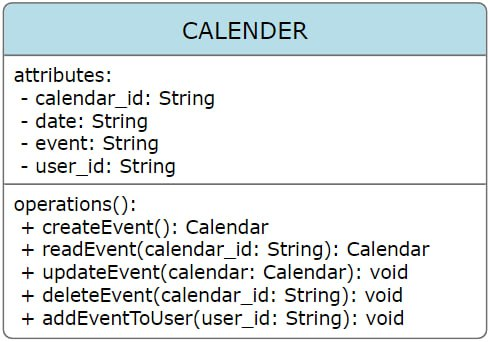 CALENDER
attributes:
- calendar_id: String
- date: String
- event: String
- user_id: String
operations():
+ createEvent(): Calendar
+ readEvent(calendar_id: String): Calendar
+ updateEvent(calendar: Calendar): void
+ deleteEvent(calendar_id: String): void
+ addEventToUser(user_id: String): void